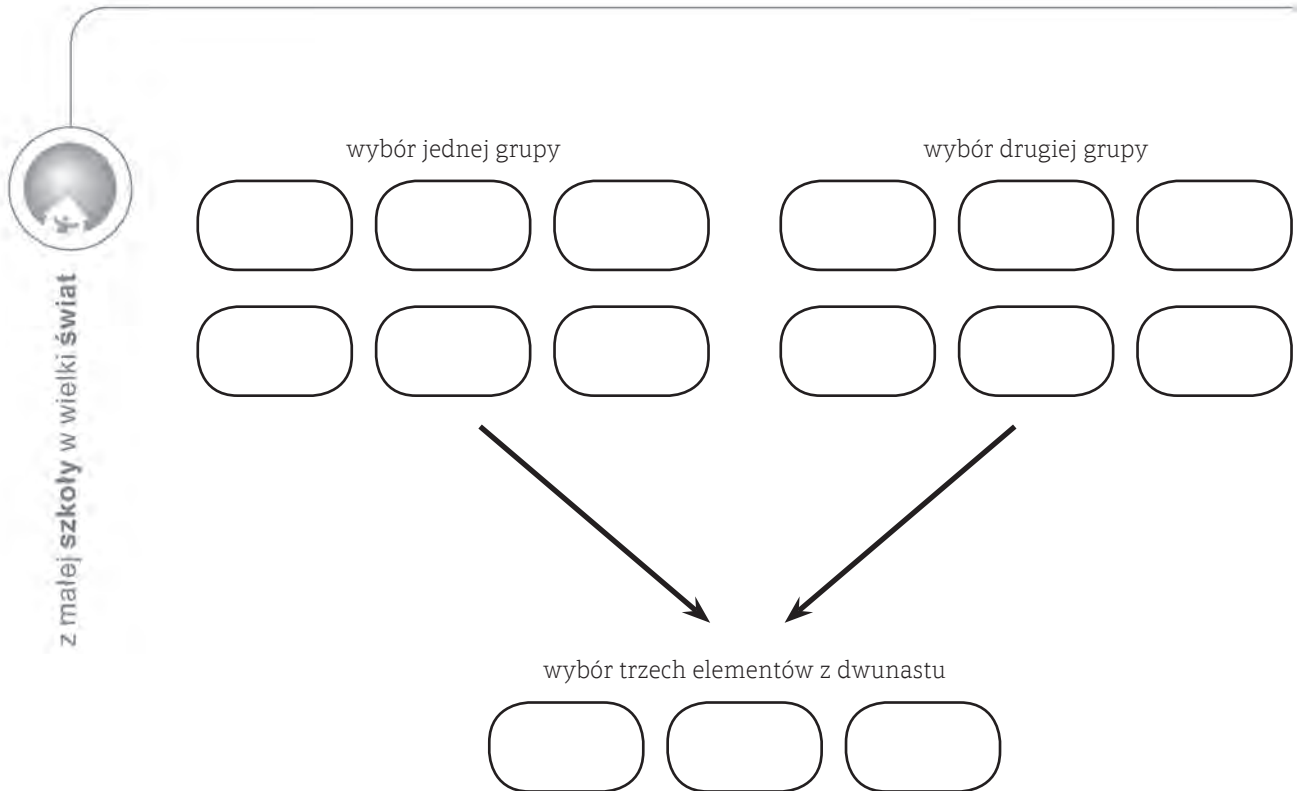 wybór jednej grupy
wybór drugiej grupy
z małej szkoły w wielki świat
wybór trzech elementów z dwunastu